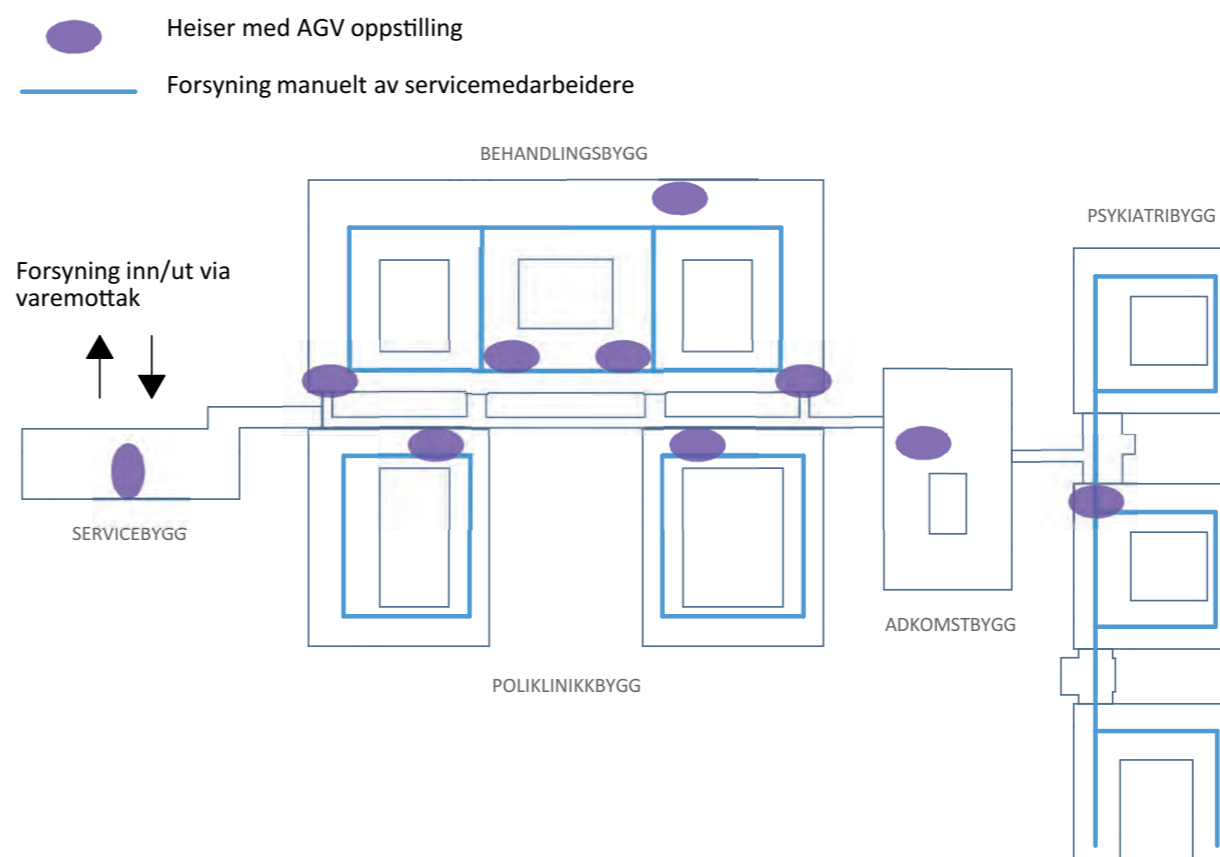 Heiser med AGV oppstilling
Forsyning manuelt av servicemedarbeidere
BEHANDLINGSBYGG
PSYKIATRIBYGG
Forsyning inn/ut via
varemottak
SERVICEBYGG
ADKOMSTBYGG
POLIKLINIKKBYGG